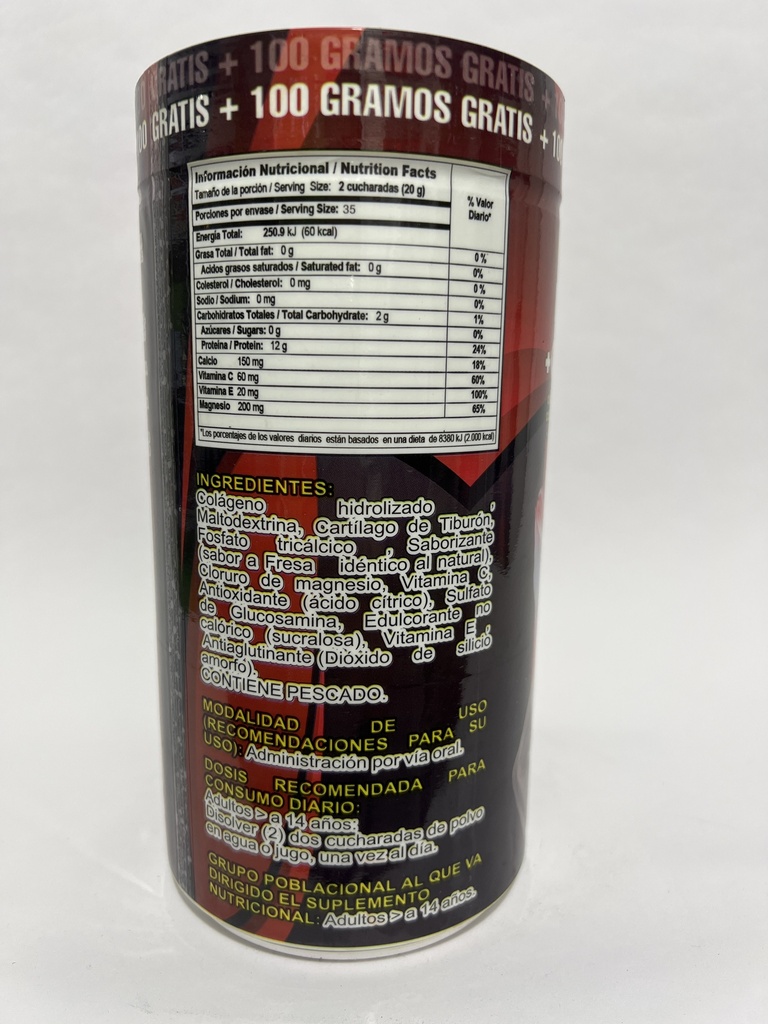 RATIS + 100 GRAMOS GRATIS +
00 GRATIS + 100 GRAMOS GRATIS + 10
Información Nutricional / Nutrition Facts
Tamaño de la porción / Serving Size: 2 cucharadas (20 g)
% Valor
Diario*
Porciones por envase / Serving Size: 35
Energía Total: 250.9 kJ (60 kcal)
Grasa Total / Total fat: 0 g 0 %
Acidos grasos saturados / Saturated fat: 0 g 0%
Colesterol / Cholesterol: 0 mg 0 %
Sodio / Sodium: 0 mg 0%
Carbohidratos Totales / Total Carbohydrate: 2 g 1%
Azúcares / Sugars: 0 g 0%
Proteína / Protein: 12 g 24%
Calcio 150 mg 18%
Vitamina C 60 mg 60%
Vitamina E 20 mg 100%
Magnesio 200 mg 65%
*Los porcentajes de los valores diarios están basados en una dieta de 8380 kJ (2.000 kcal)
INGREDIENTES:
Colágeno hidrolizado ,
Maltodextrina, Cartílago de Tiburón,
Fosfato tricálcico , Saborizante
(sabor a Fresa idéntico al natural),
Cloruro de magnesio, Vitamina C,
Antioxidante (ácido cítrico), Sulfato
de Glucosamina, Edulcorante no
calórico (sucralosa), Vitamina E ,
Antiaglutinante (Dióxido de silicio
amorfo).
CONTIENE PESCADO.
MODALIDAD DE USO
(RECOMENDACIONES PARA SU
USO): Administración por vía oral.
DOSIS RECOMENDADA PARA
CONSUMO DIARIO:
Adultos > a 14 años:
Disolver (2) dos cucharadas de polvo
en agua o jugo, una vez al día.
GRUPO POBLACIONAL AL QUE VA
DIRIGIDO EL SUPLEMENTO
NUTRICIONAL: Adultos > a 14 años.